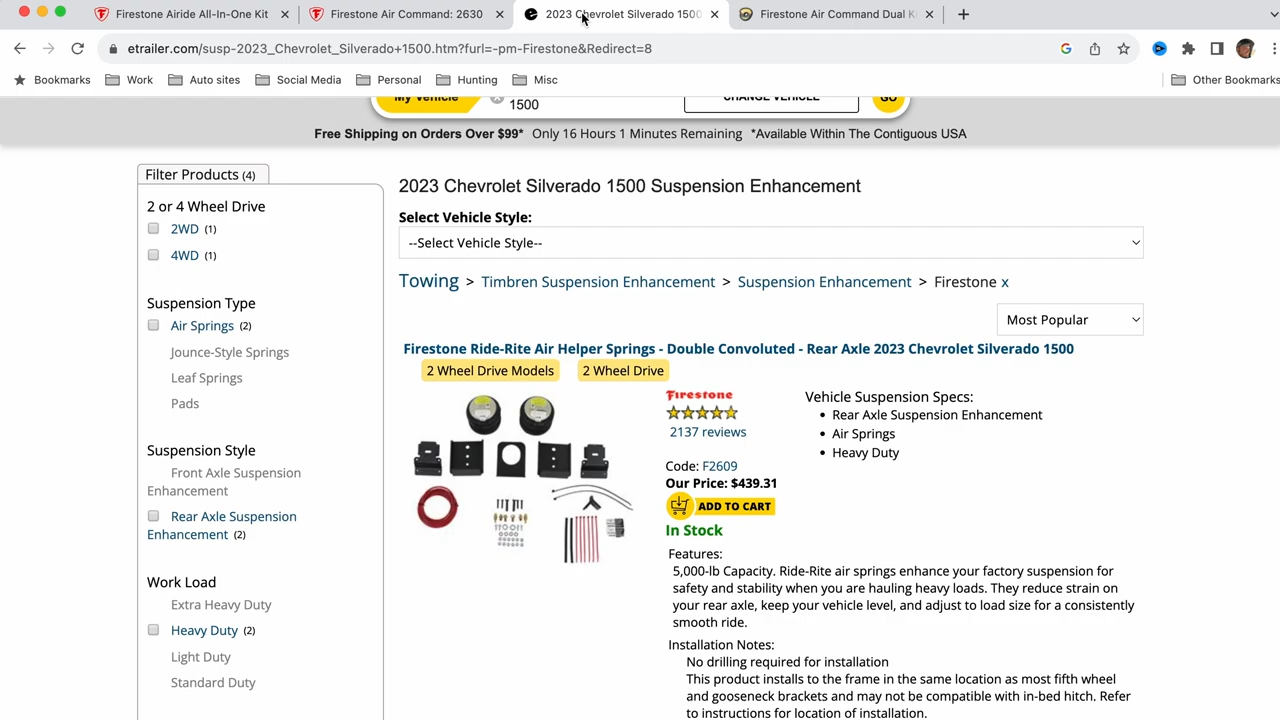 Firestone Airide All-In-One Kit
Firestone Air Command: 2630
2023 Chevrolet Silverado 1500
Firestone Air Command Dual K
etrailer.com/susp-2023_Chevrolet_Silverado+1500.htm?furl=-pm-Firestone&Redirect=8
Bookmarks
Work
Auto sites
Social Media
Personal
Hunting
Misc
Other Bookmarks
My Vehicle
1500
CHANGE VEHICLE
GO
Free Shipping on Orders Over $99* Only 16 Hours 1 Minutes Remaining *Available Within The Contiguous USA
Filter Products (4)
2 or 4 Wheel Drive
2WD (1)
4WD (1)
Suspension Type
Air Springs (2)
Jounce-Style Springs
Leaf Springs
Pads
Suspension Style
Front Axle Suspension
Enhancement
Rear Axle Suspension
Enhancement (2)
Work Load
Extra Heavy Duty
Heavy Duty (2)
Light Duty
Standard Duty
2023 Chevrolet Silverado 1500 Suspension Enhancement
Select Vehicle Style:
--Select Vehicle Style--
Towing > Timbren Suspension Enhancement > Suspension Enhancement > Firestone x
Most Popular
Firestone Ride-Rite Air Helper Springs - Double Convoluted - Rear Axle 2023 Chevrolet Silverado 1500
2 Wheel Drive Models
2 Wheel Drive
Firestone
2137 reviews
Code: F2609
Our Price: $439.31
ADD TO CART
In Stock
Vehicle Suspension Specs:
Rear Axle Suspension Enhancement
Air Springs
Heavy Duty
Features:
5,000-lb Capacity. Ride-Rite air springs enhance your factory suspension for
safety and stability when you are hauling heavy loads. They reduce strain on
your rear axle, keep your vehicle level, and adjust to load size for a consistently
smooth ride.
Installation Notes:
No drilling required for installation
This product installs to the frame in the same location as most fifth wheel
and gooseneck brackets and may not be compatible with in-bed hitch. Refer
to instructions for location of installation.